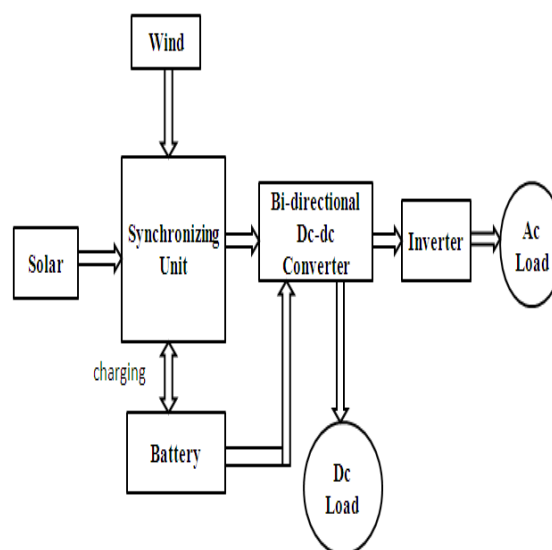 Wind
Synchronizing
Unit
Solar
Bi-directional
Dc-dc
Converter
Inverter
Ac
Load
charging
Battery
Dc
Load